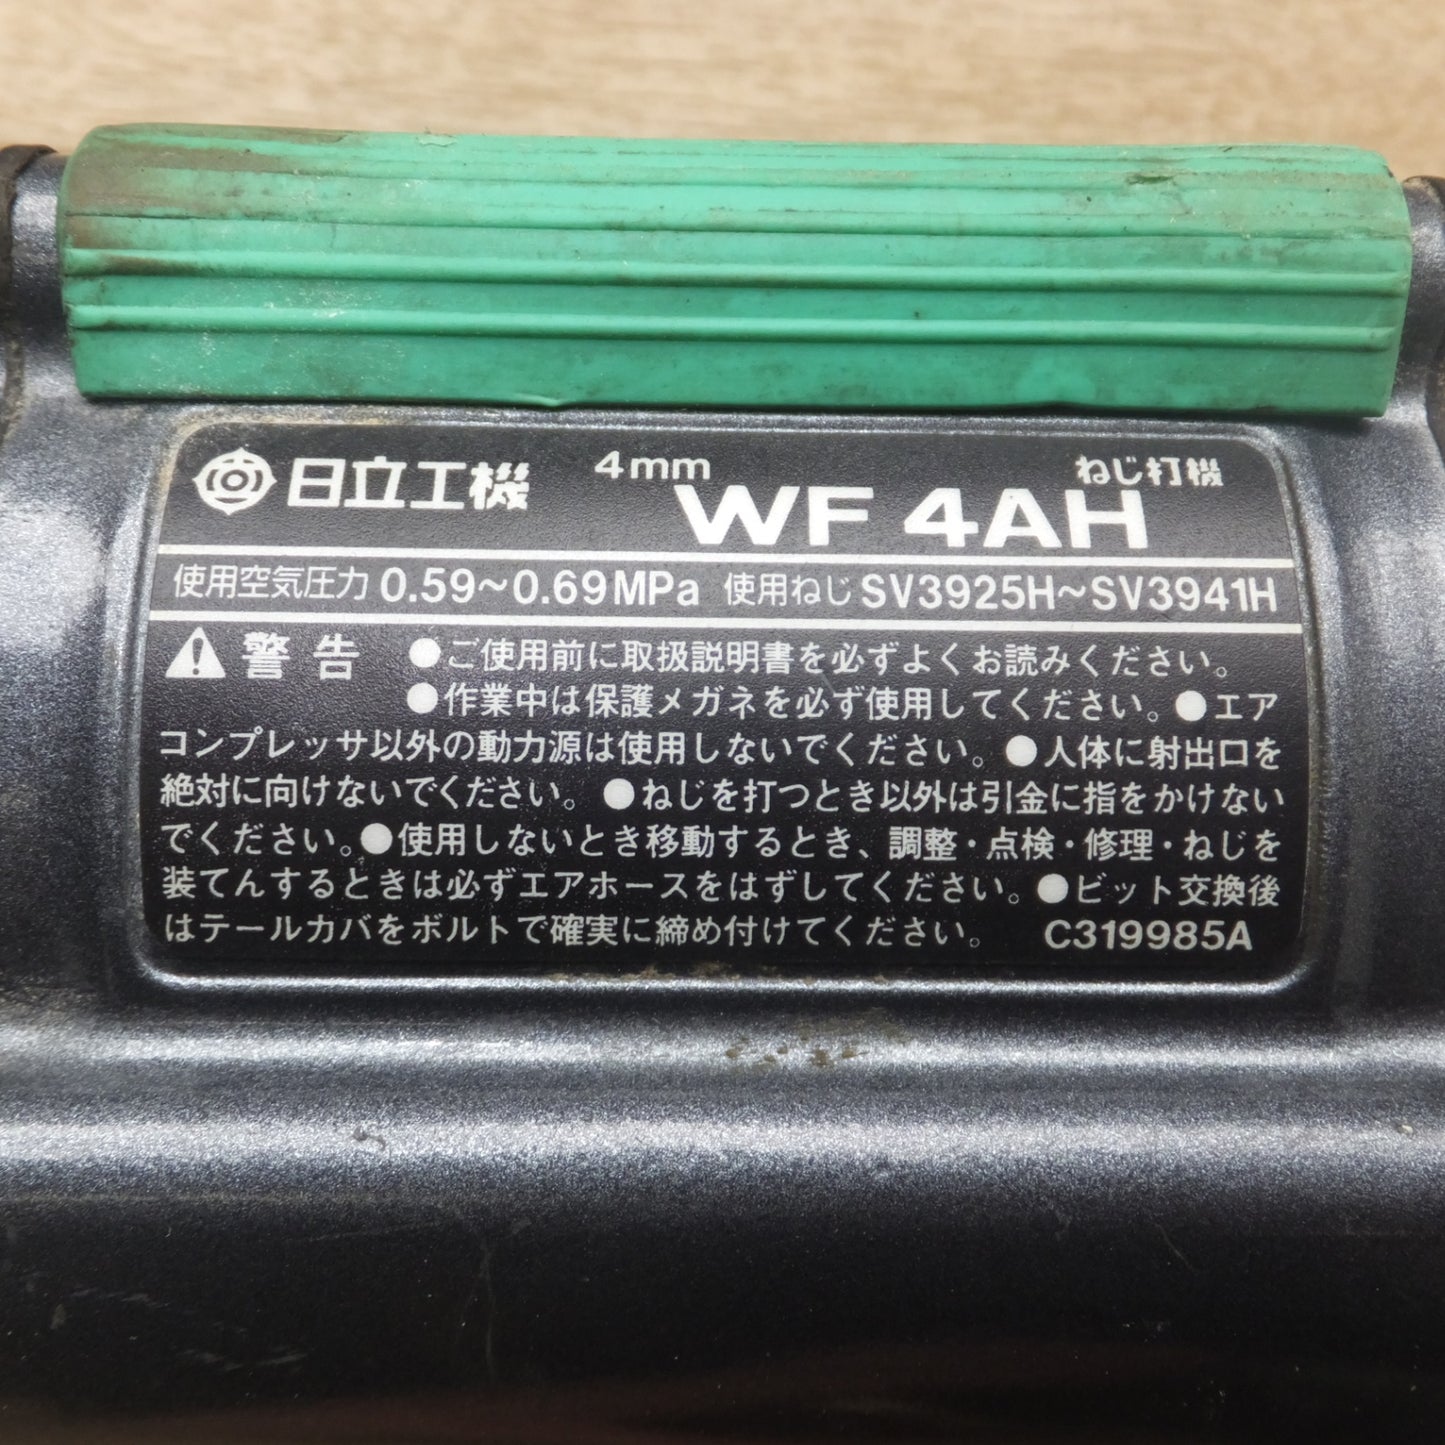 日立工機 4mm WF 4AH ねじ打機
使用空気圧力 0.59~0.69MPa 使用ねじ SV3925H~SV3941H
警告 ●ご使用前に取扱説明書を必ずよくお読みください。
●作業中は保護メガネを必ず使用してください。●エア
コンプレッサ以外の動力源は使用しないでください。●人体に射出口を
絶対に向けないでください。●ねじを打つとき以外は引金に指をかけない
でください。●使用しないとき移動するとき、調整・点検・修理・ねじを
装てんするときは必ずエアホースをはずしてください。●ビット交換後
はテールカバをボルトで確実に締め付けてください。 C319985A